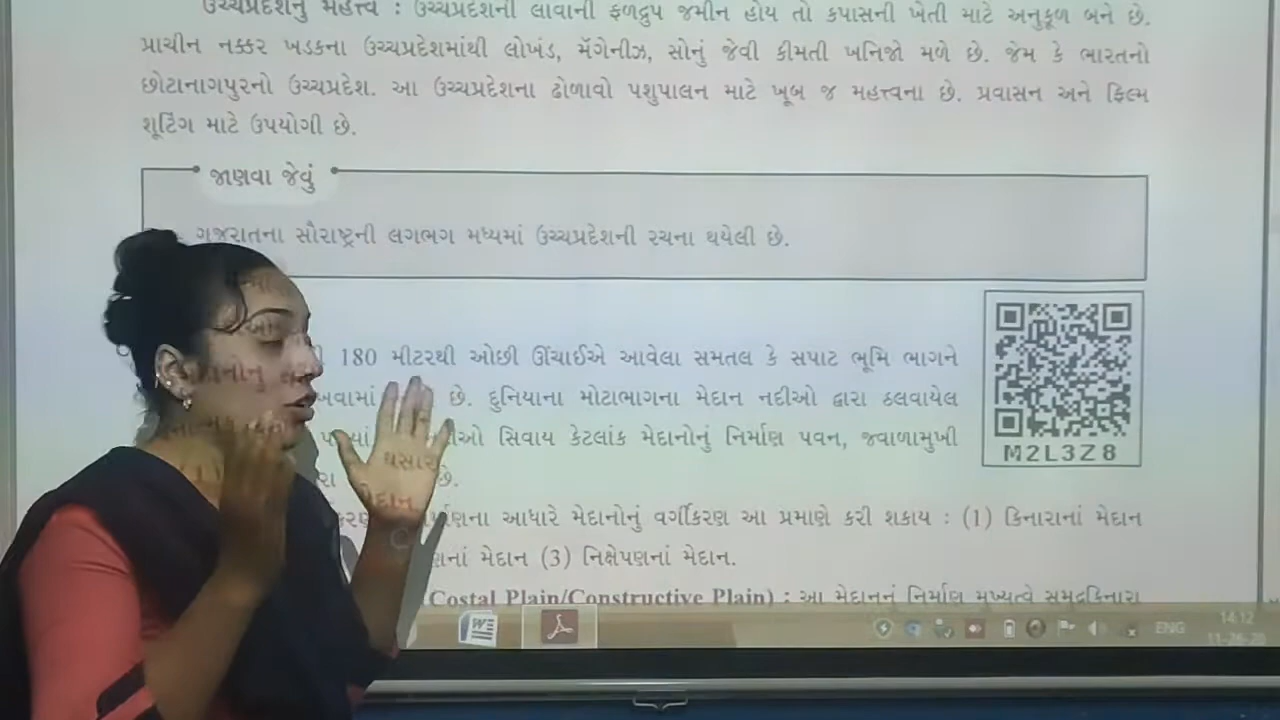 ઉચ્ચપ્રદેશનું મહત્ત્વ : ઉચ્ચપ્રદેશની લાવાની ફળદ્રુપ જમીન હોય તો કપાસની ખેતી માટે અનુકૂળ બને છે.
પ્રાચીન નક્કર ખડકના ઉચ્ચપ્રદેશમાંથી લોખંડ, મૅંગેનીઝ, સોનું જેવી કીમતી ખનિજો મળે છે. જેમ કે ભારતનો
છોટાનાગપુરનો ઉચ્ચપ્રદેશ. આ ઉચ્ચપ્રદેશના ઢોળાવો પશુપાલન માટે ખૂબ જ મહત્ત્વના છે. પ્રવાસન અને ફિલ્મ
શૂટિંગ માટે ઉપયોગી છે.
જાણવા જેવું
ગુજરાતના સૌરાષ્ટ્રની લગભગ મધ્યમાં ઉચ્ચપ્રદેશની રચના થયેલી છે.
180 મીટરથી ઓછી ઊંચાઈએ આવેલા સમતલ કે સપાટ ભૂમિ ભાગને
છે. દુનિયાના મોટાભાગના મેદાન નદીઓ દ્વારા ઠલવાયેલ
સિવાય કેટલાંક મેદાનોનું નિર્માણ પવન, જ્વાળામુખી
છે.
M2L3Z8
આધારે મેદાનોનું વર્ગીકરણ આ પ્રમાણે કરી શકાય : (1) કિનારાનાં મેદાન
મેદાન (3) નિક્ષેપણનાં મેદાન.
(Costal Plain/Constructive Plain) : આ મેદાનનું નિર્માણ મુખ્યત્વે સમુદ્રકિનારા
ENG
14:12